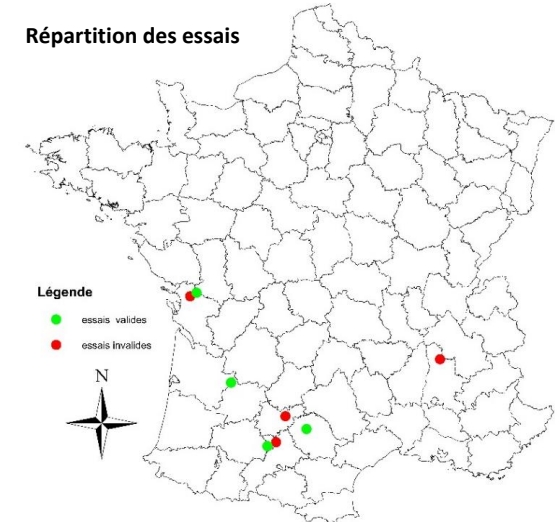 Répartition des essais
Légende
essais valides
essais invalides
N